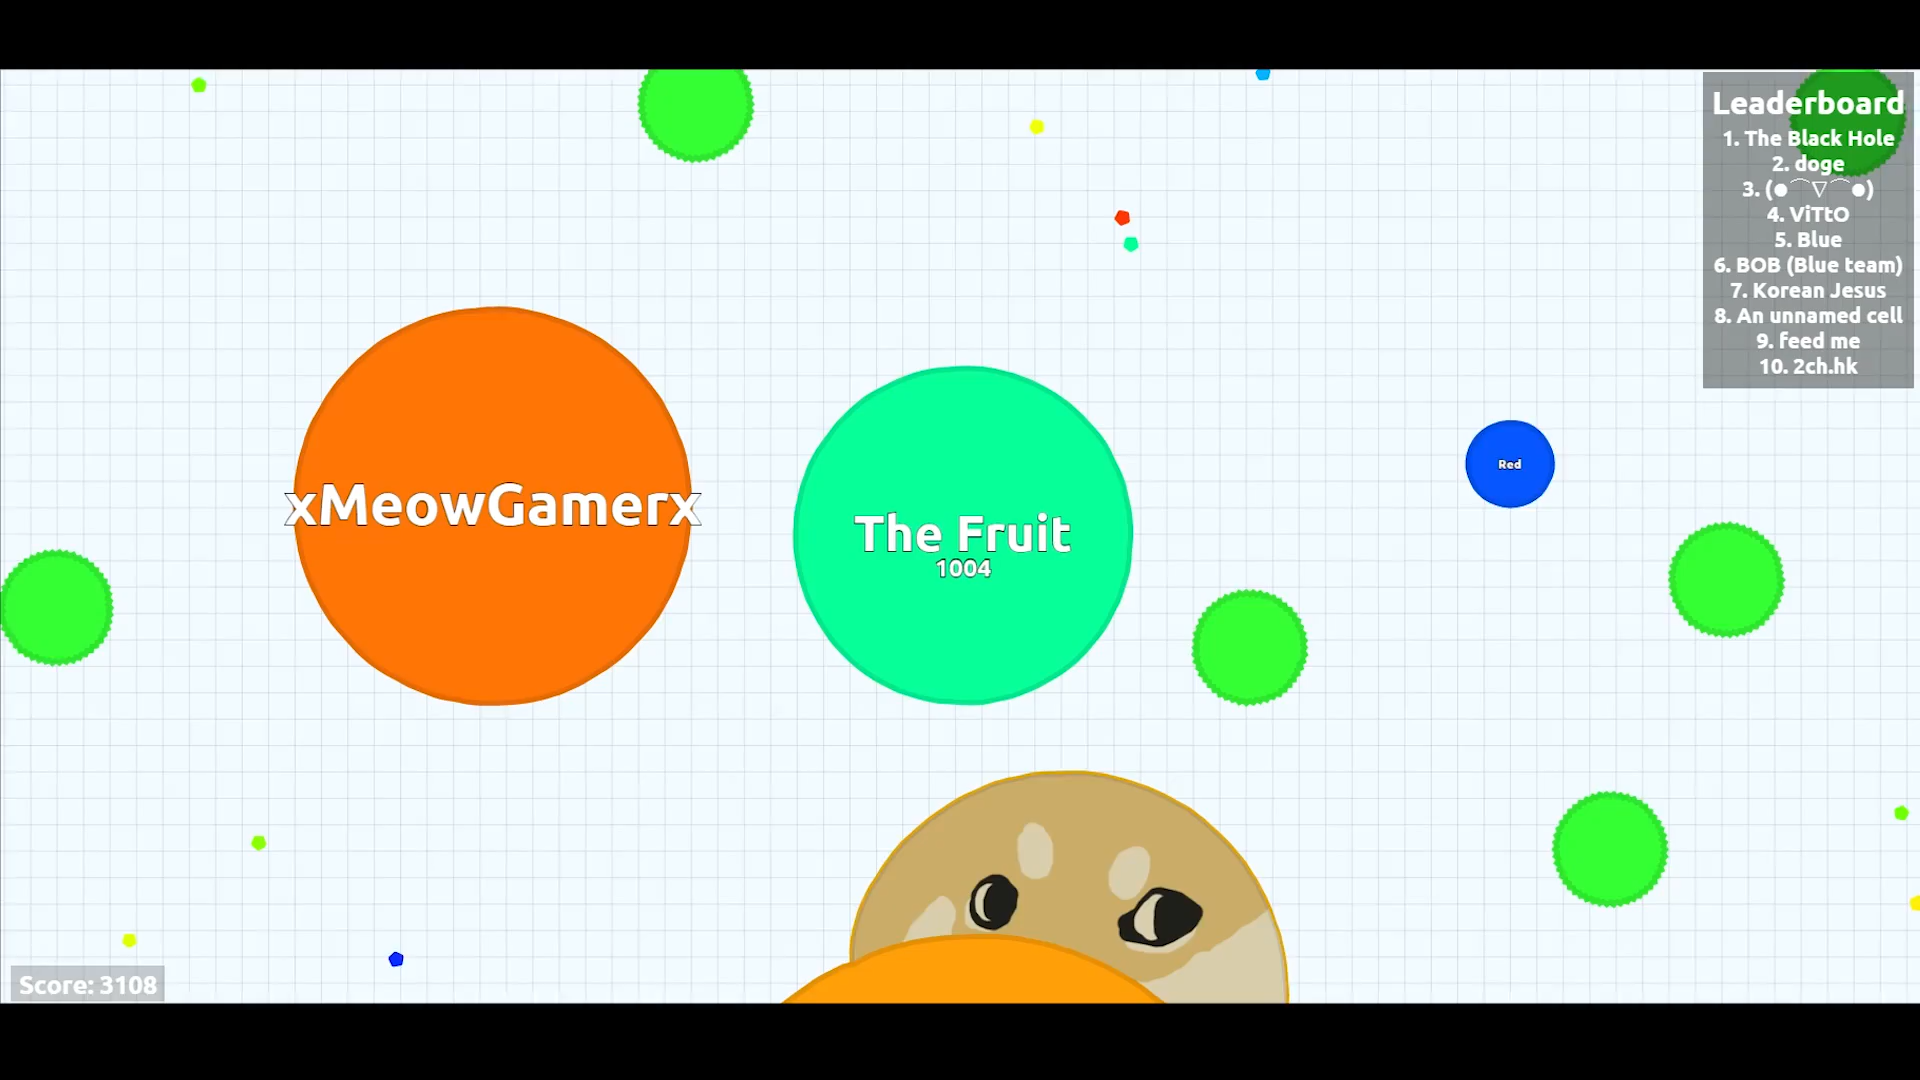 Leaderboard
1. The Black Hole
2. doge
3. (●⌒▽⌒●)
4. ViTtO
5. Blue
6. BOB (Blue team)
7. Korean Jesus
8. An unnamed cell
9. feed me
10. 2ch.hk
xMeowGamerx
The Fruit
1004
Red
Score: 3108